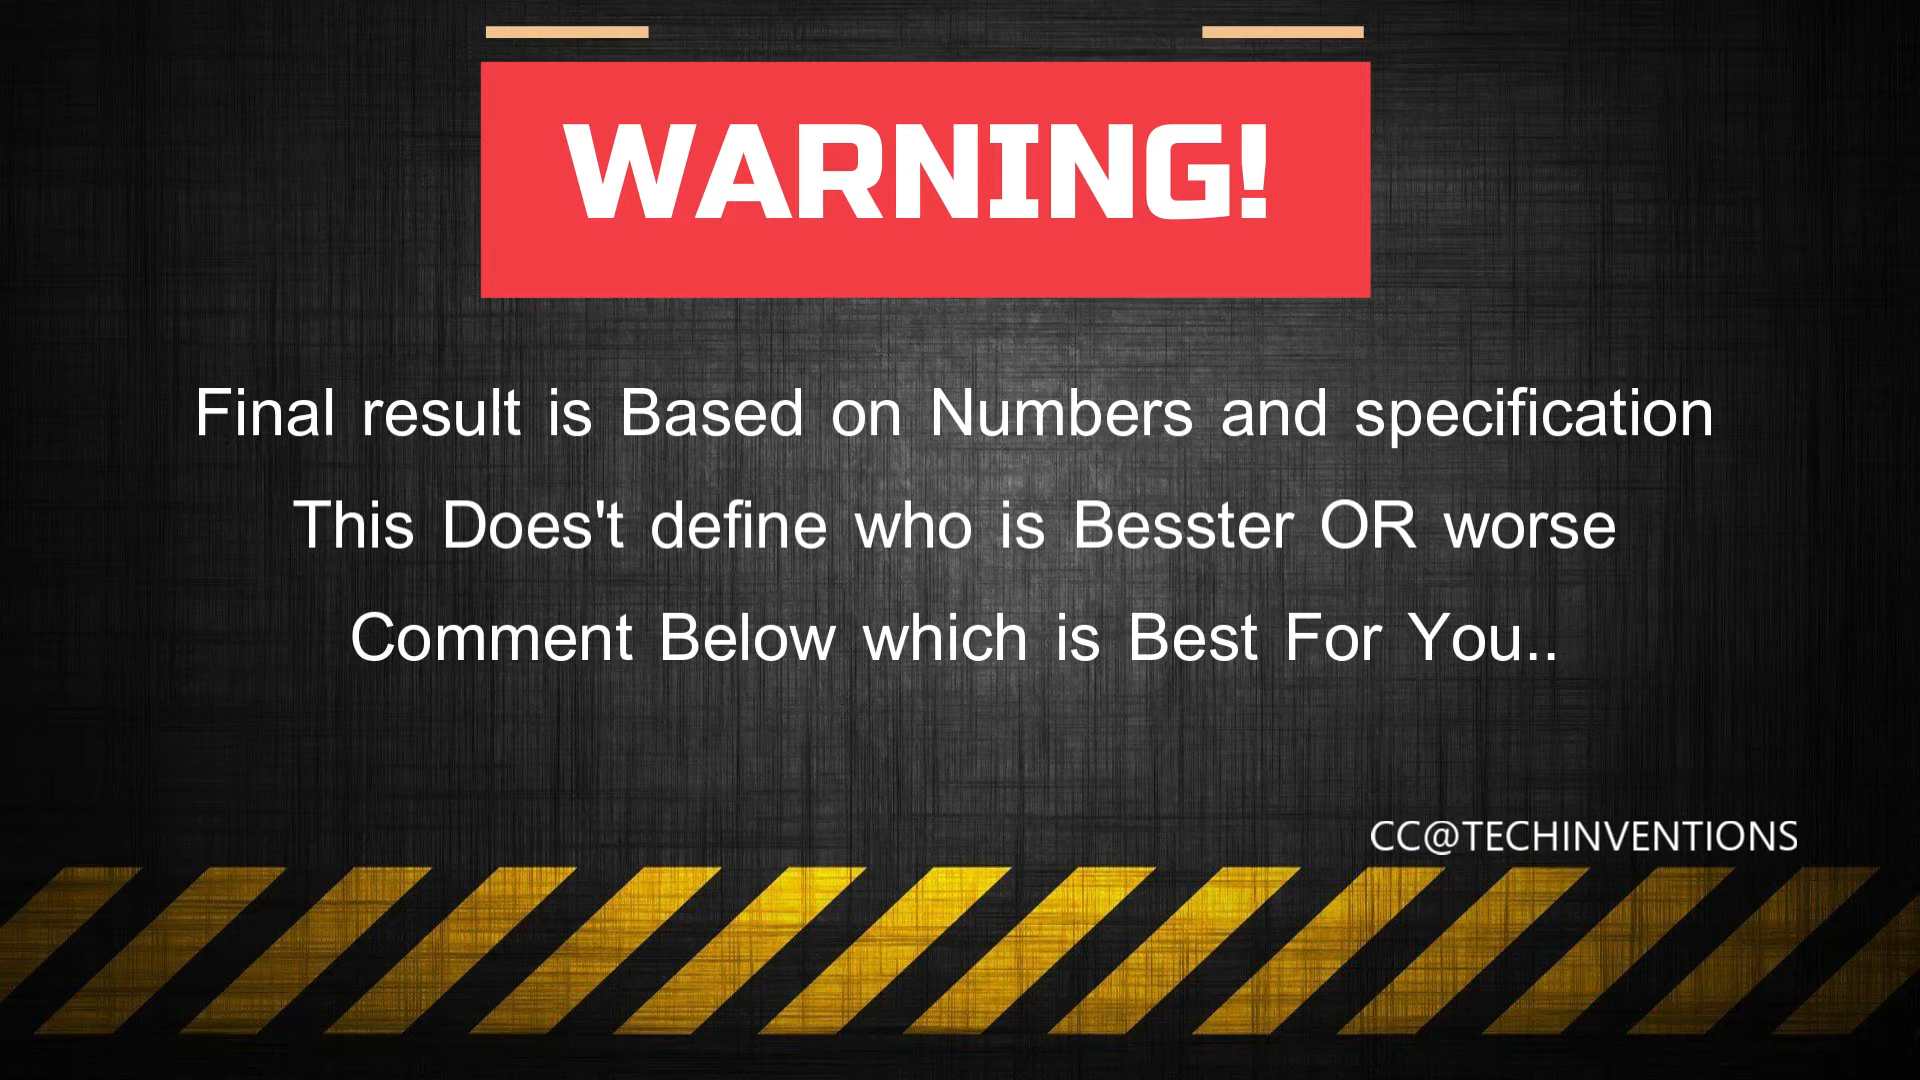 WARNING!
Final result is Based on Numbers and specification
This Does't define who is Besster OR worse
Comment Below which is Best For You..
CC@TECHINVENTIONS